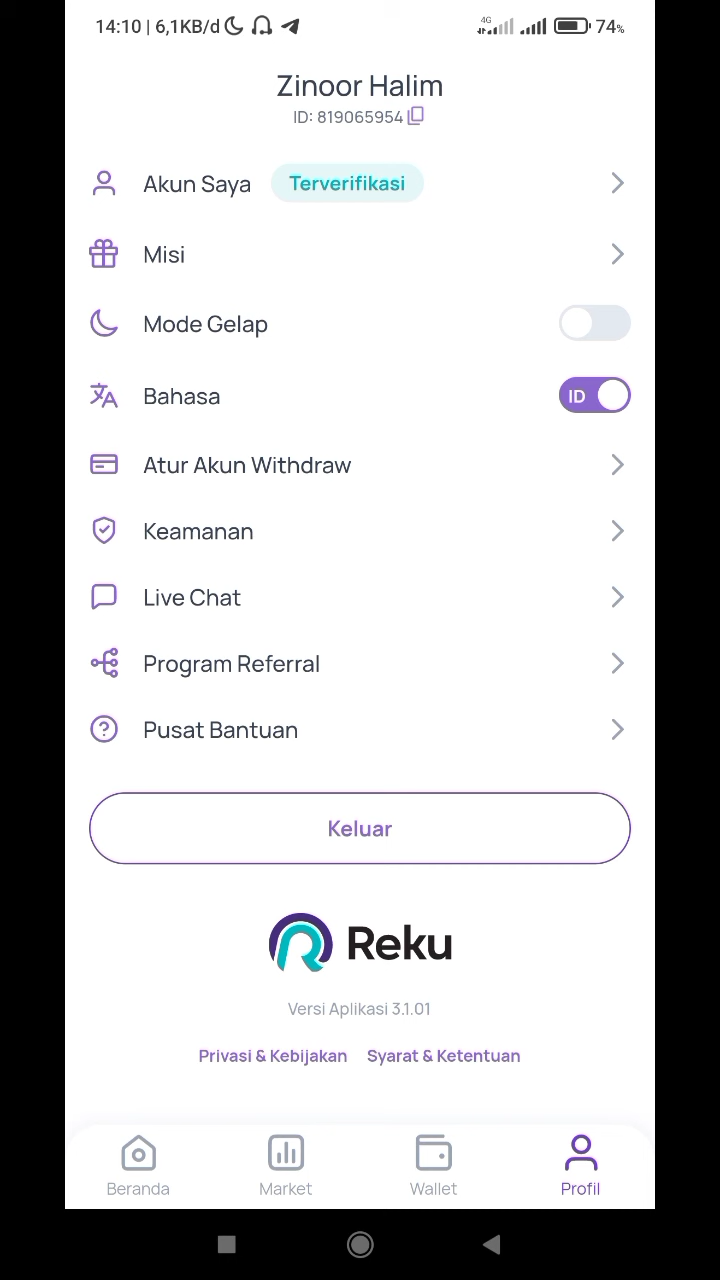 14:10 | 6,1KB/d 4G 74%
Zinoor Halim
ID: 819065954
Akun Saya Terverifikasi
Misi
Mode Gelap
Bahasa ID
Atur Akun Withdraw
Keamanan
Live Chat
Program Referral
Pusat Bantuan
Keluar
Reku
Versi Aplikasi 3.1.01
Privasi & Kebijakan Syarat & Ketentuan
Beranda Market Wallet Profil